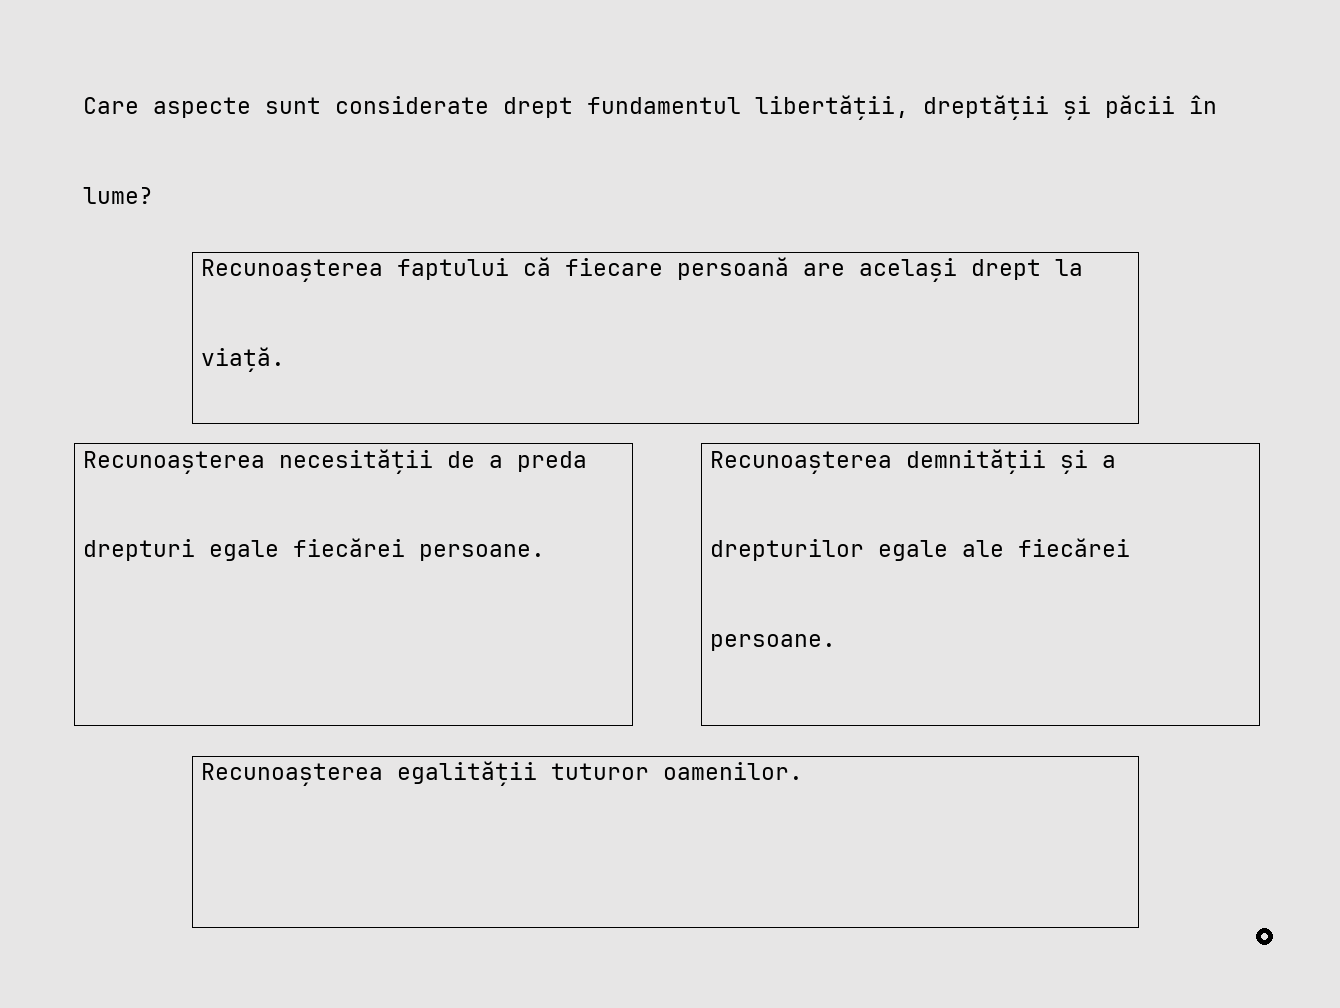 Care aspecte sunt considerate drept fundamentul libertății, dreptății și păcii în
lume?
Recunoașterea faptului că fiecare persoană are același drept la
viață.
Recunoașterea necesității de a preda
drepturi egale fiecărei persoane.
Recunoașterea demnității și a
drepturilor egale ale fiecărei
persoane.
Recunoașterea egalității tuturor oamenilor.